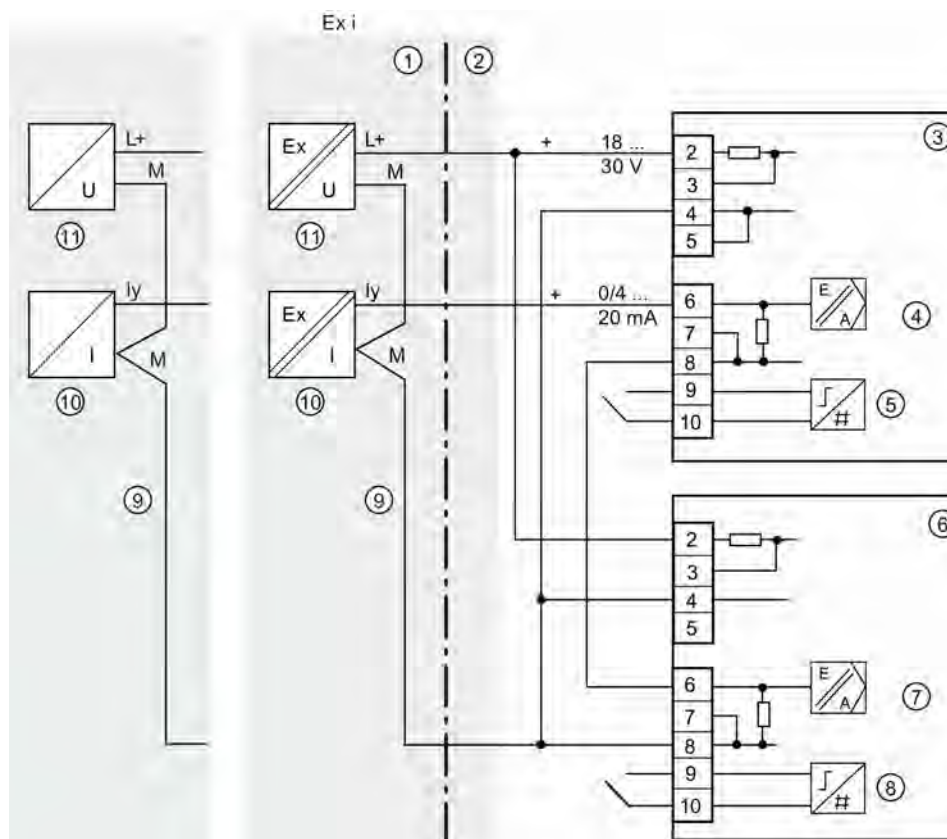 Ex i
① ②
L+ Ex L+ + 18 ... 2 ③
M M 30 V 3
U U 4
⑪ ⑪ 5
Iy Iy + 0/4 ... 6 E
Ex 20 mA 7 A ④
I M I M 8
⑩ ⑩ 9 # ⑤
10
⑨ ⑨
2 ⑥
3
4
5
6 E
7 A ⑦
8
9 # ⑧
10